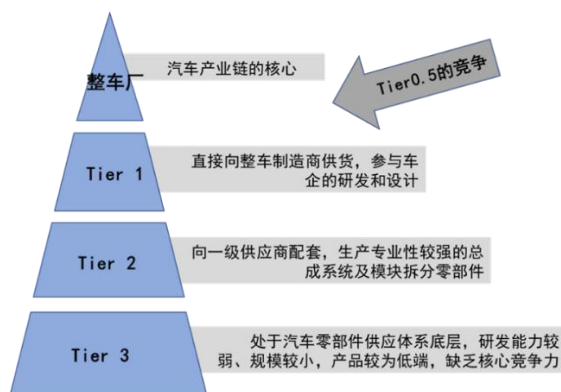 整车厂
汽车产业链的核心
Tier0.5的竞争
Tier 1
直接向整车制造商供货，参与车
企的研发和设计
Tier 2
向一级供应商配套，生产专业性较强的总
成系统及模块拆分零部件
Tier 3
处于汽车零部件供应体系底层，研发能力较
弱、规模较小，产品较为低端，缺乏核心竞争力